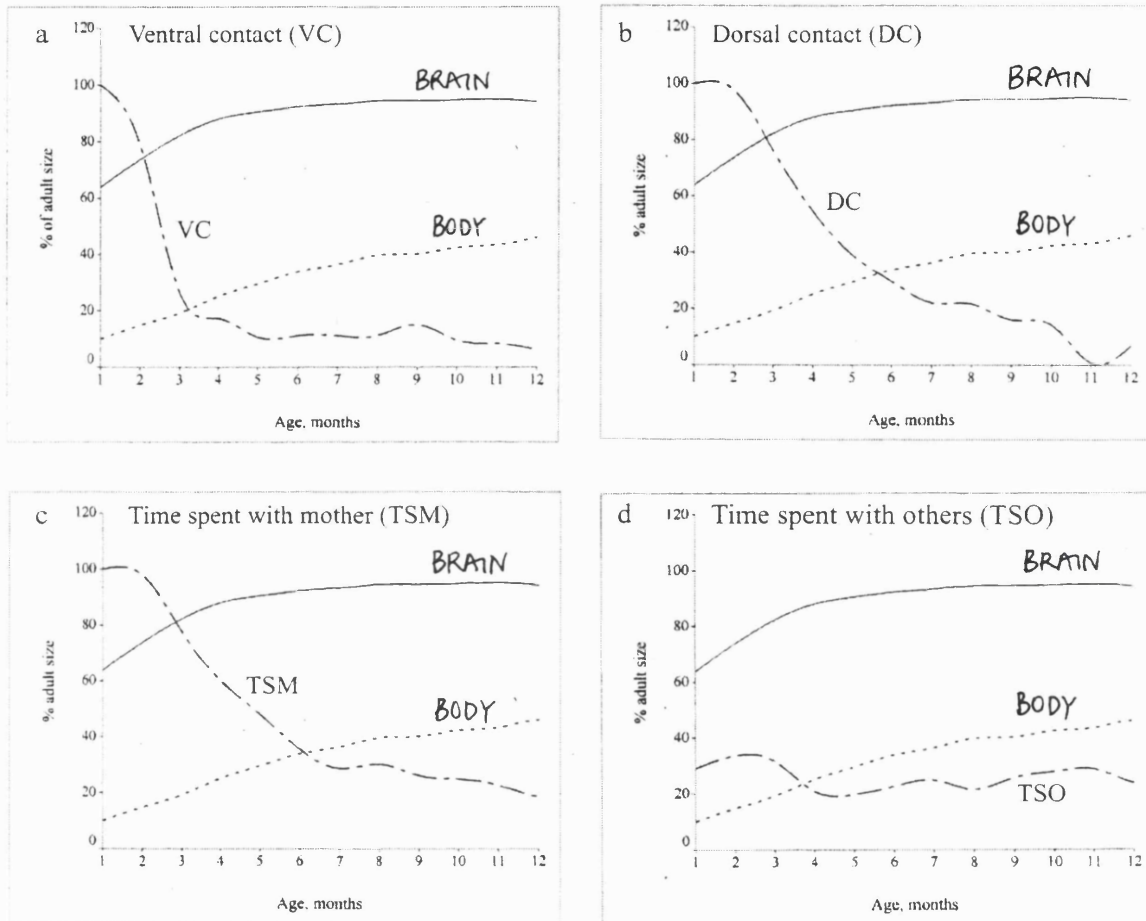 a Ventral contact (VC)
120
100
80
60
40
20
0
% of adult size
BRAIN
VC
BODY
1 2 3 4 5 6 7 8 9 10 11 12
Age, months
b Dorsal contact (DC)
120
100
80
60
40
20
0
% adult size
BRAIN
DC
BODY
1 2 3 4 5 6 7 8 9 10 11 12
Age, months
c Time spent with mother (TSM)
120
100
80
60
40
20
0
% adult size
BRAIN
TSM
BODY
1 2 3 4 5 6 7 8 9 10 11 12
Age, months
d Time spent with others (TSO)
120
100
80
60
40
20
0
% adult size
BRAIN
BODY
TSO
1 2 3 4 5 6 7 8 9 10 11 12
Age, months